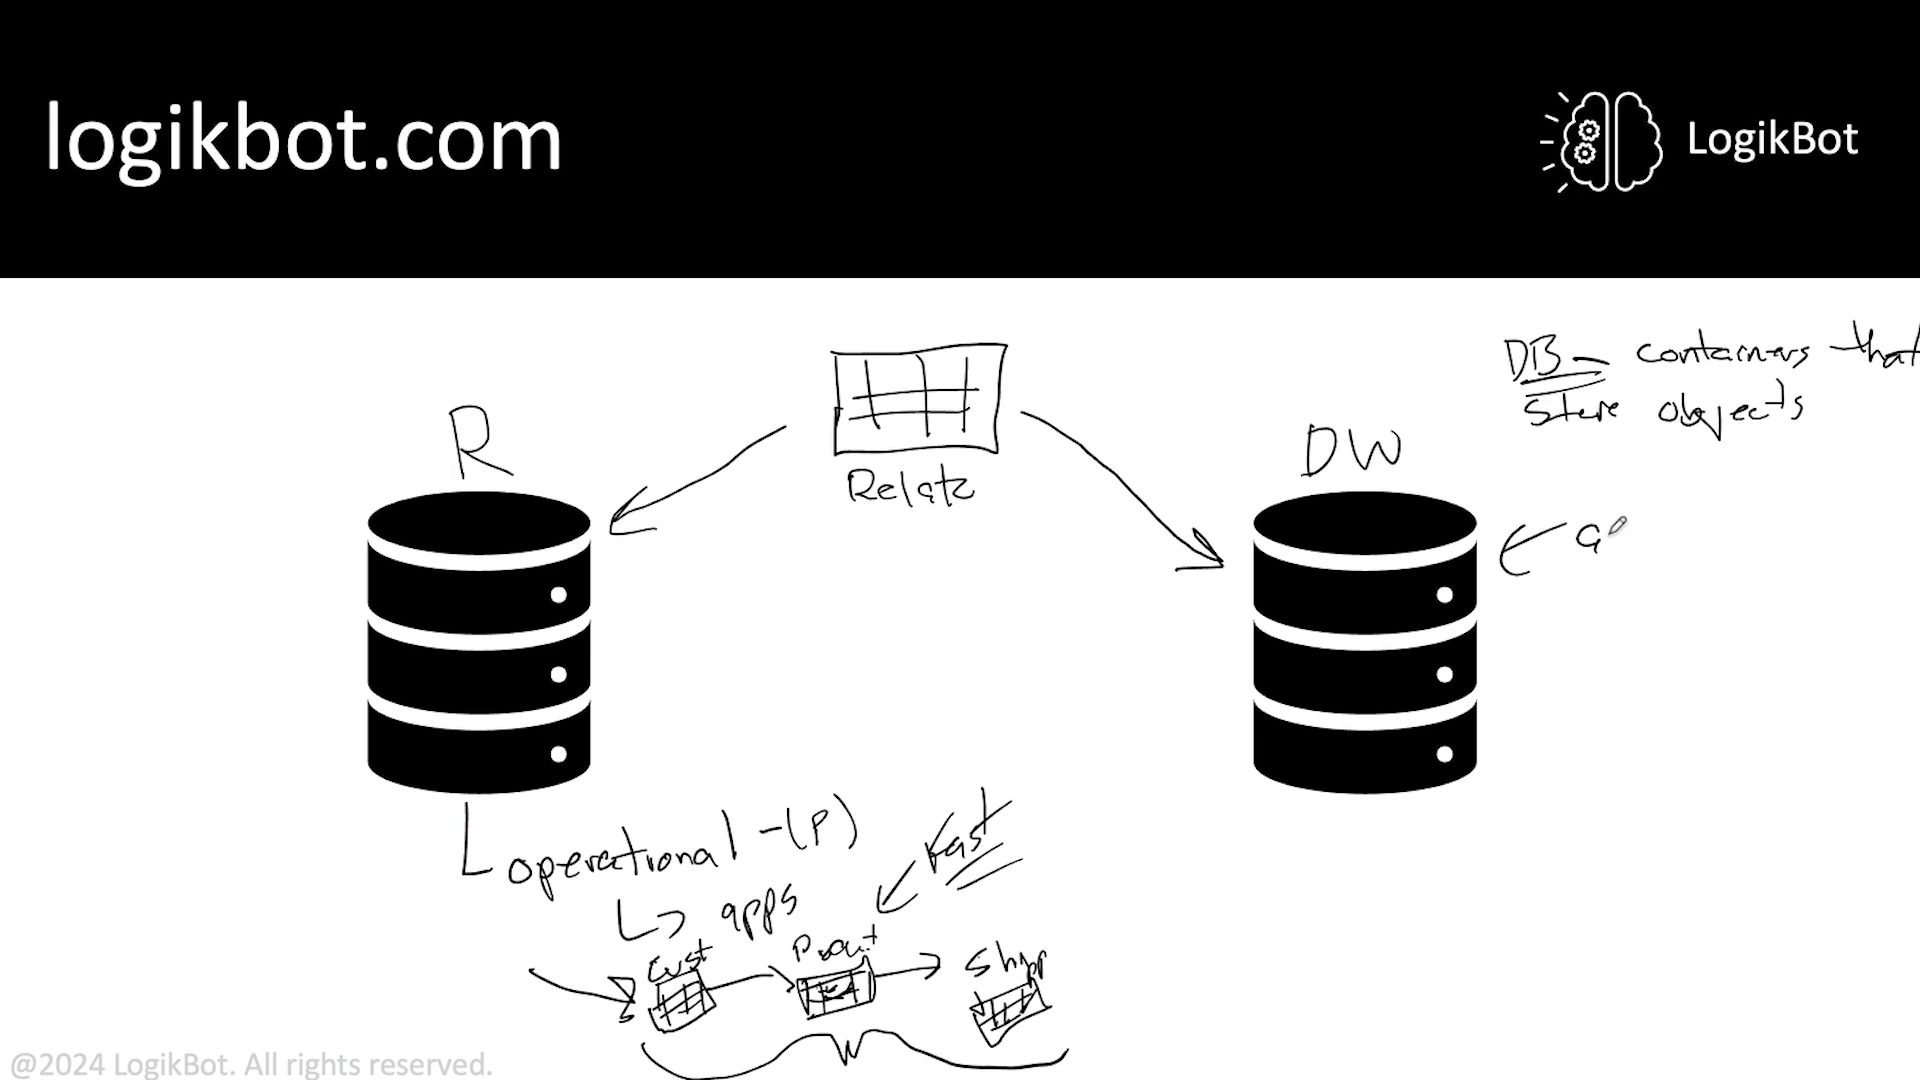 logikbot.com
LogikBot
DB - containers that
store objects
R
Relate
DW
operational - (P)
fast
apps
Cust
Ship
@2024 LogikBot. All rights reserved.